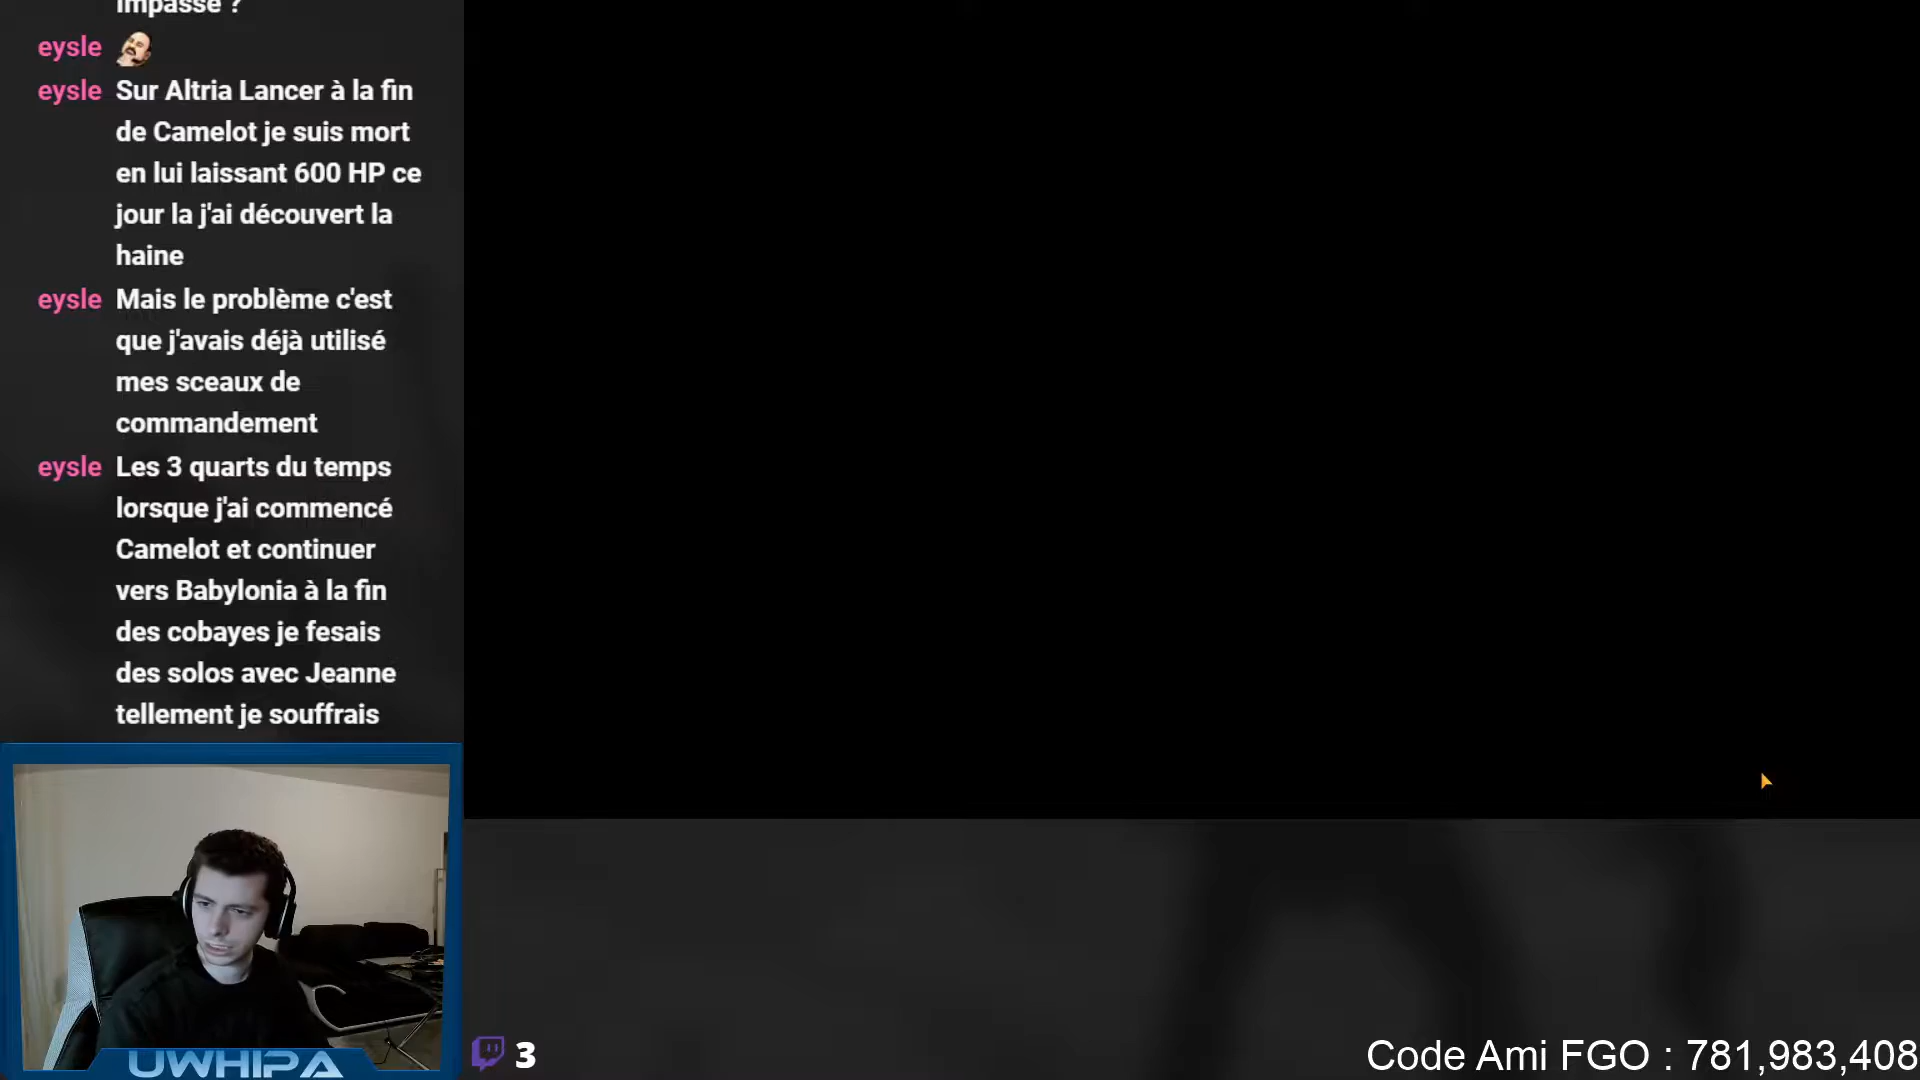 impasse ?
eysle
eysle Sur Altria Lancer à la fin
de Camelot je suis mort
en lui laissant 600 HP ce
jour la j'ai découvert la
haine
eysle Mais le problème c'est
que j'avais déjà utilisé
mes sceaux de
commandement
eysle Les 3 quarts du temps
lorsque j'ai commencé
Camelot et continuer
vers Babylonia à la fin
des cobayes je fesais
des solos avec Jeanne
tellement je souffrais
UWHIPA
3
Code Ami FGO : 781,983,408